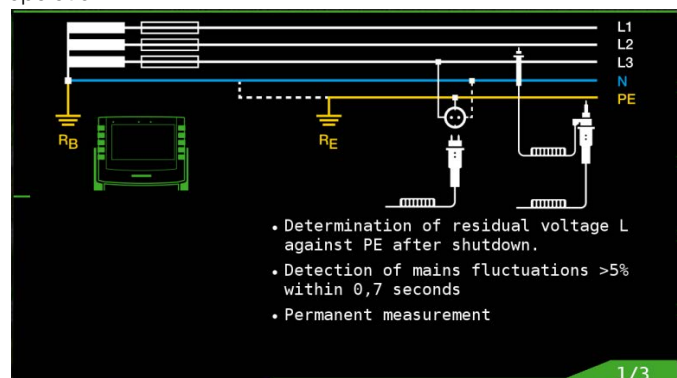 L1
L2
L3
N
PE
RB
RE
• Determination of residual voltage L
against PE after shutdown.
• Detection of mains fluctuations >5%
within 0,7 seconds
• Permanent measurement
1/3